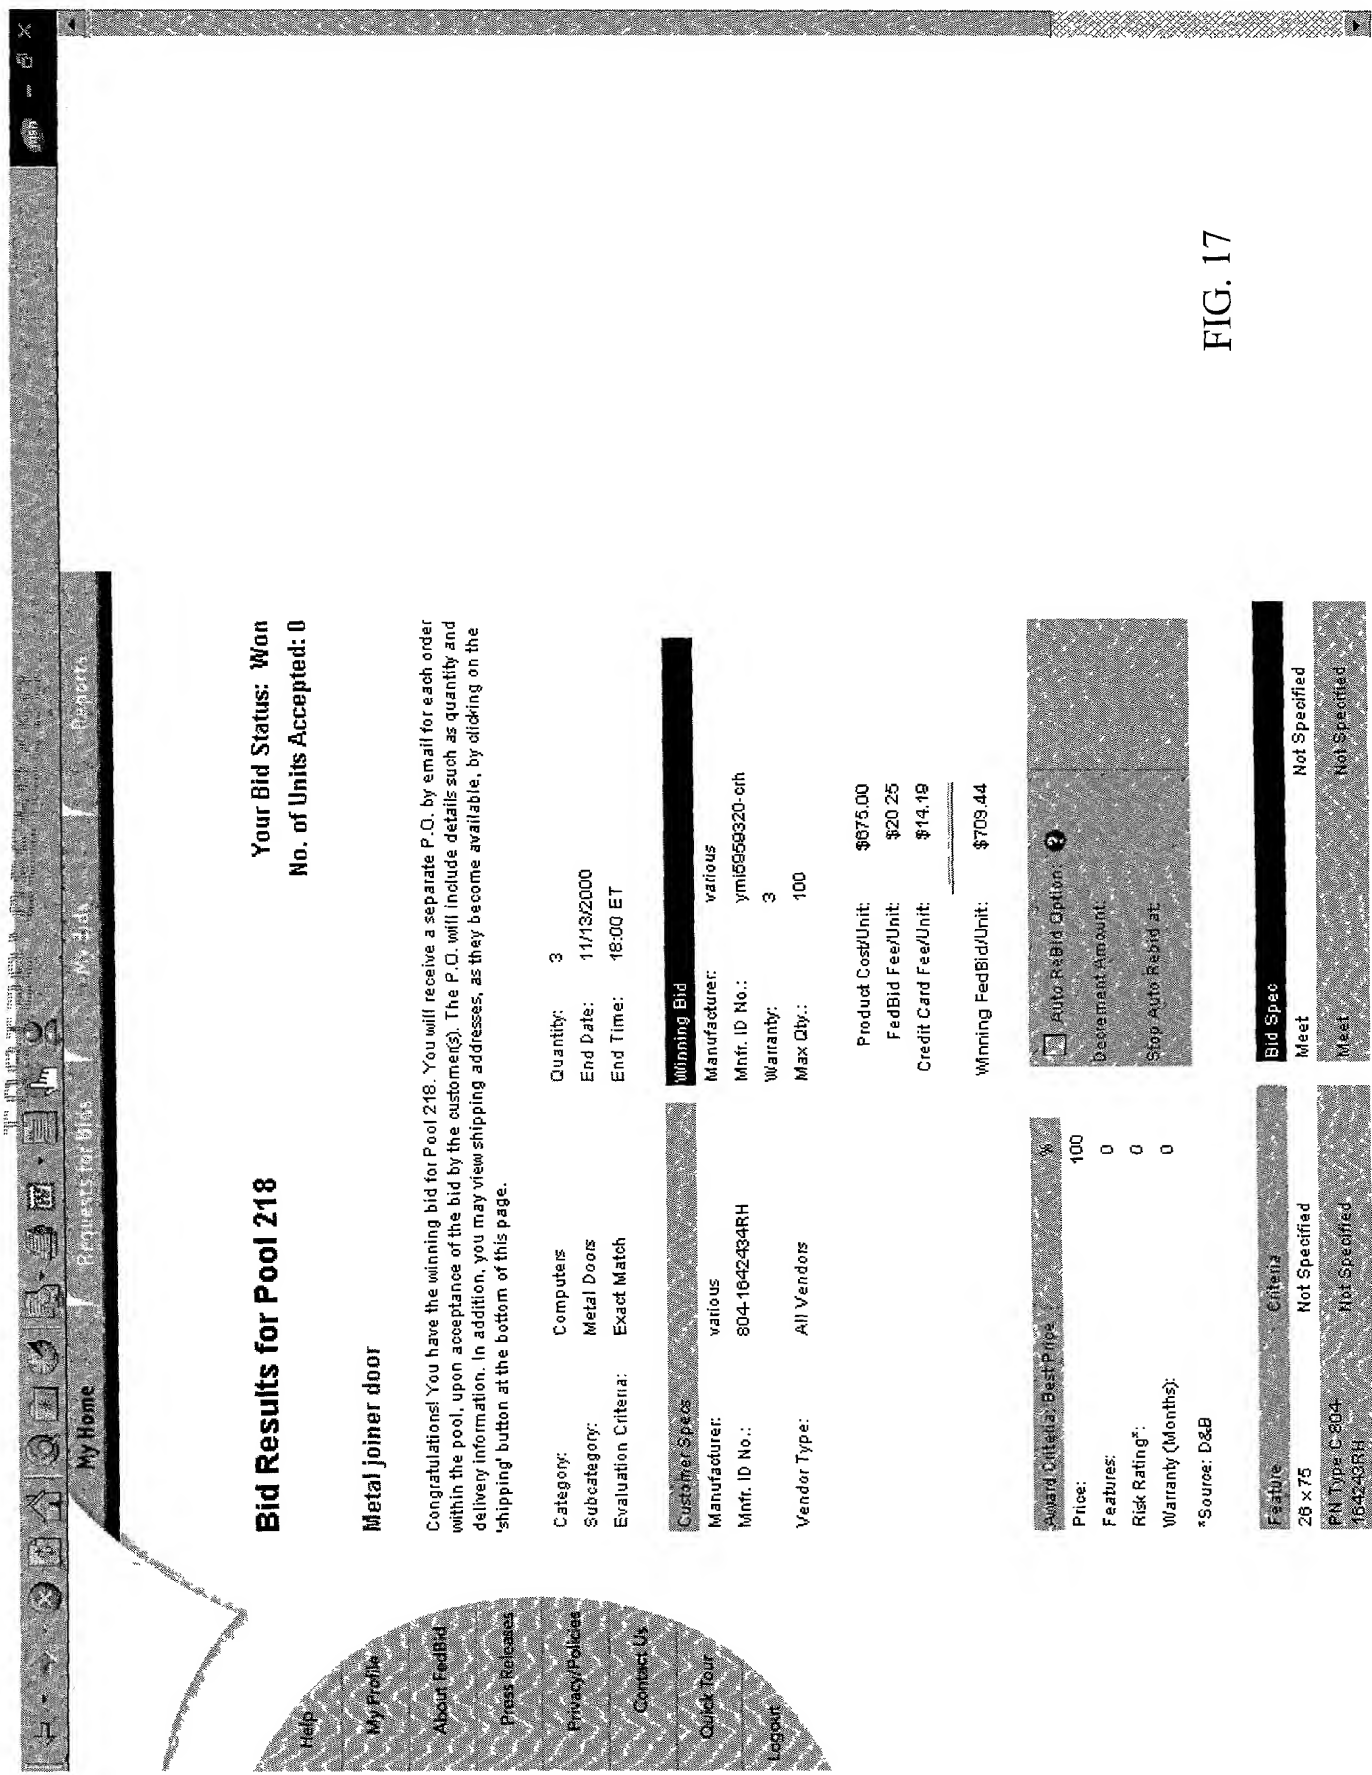 msn
My Home Requests for Bids My Bids Reports
Help
My Profile
About FedBid
Press Releases
Privacy/Policies
Contact Us
Quick Tour
Logout
Bid Results for Pool 218 Your Bid Status: Won
No. of Units Accepted: 0
Metal joiner door
Congratulations! You have the winning bid for Pool 218. You will receive a separate P.O. by email for each order
within the pool, upon acceptance of the bid by the customer(s). The P.O. will include details such as quantity and
delivery information. In addition, you may view shipping addresses, as they become available, by clicking on the
'shipping' button at the bottom of this page.
Category: Computers Quantity: 3
Subcategory: Metal Doors End Date: 11/13/2000
Evaluation Criteria: Exact Match End Time: 18:00 ET
Customer Specs Winning Bid
Manufacturer: various Manufacturer: various
Mnfr. ID No.: 804-1642434RH Mnfr. ID No.: ymi5959320-orh
Warranty: 3
Vendor Type: All Vendors Max Qty.: 100
Product Cost/Unit: $675.00
FedBid Fee/Unit: $20.25
Credit Card Fee/Unit: $14.19
Winning FedBid/Unit: $709.44
Award Criteria: Best Price % Auto ReBid Option: ?
Price: 100
Features: 0 Decrement Amount:
Risk Rating*: 0 Stop Auto Rebid at:
Warranty (Months): 0
*Source: D&B
Feature Criteria Bid Spec
26 x 75 Not Specified Meet Not Specified
PN Type C 804- Not Specified Meet Not Specified
164243RH
FIG. 17